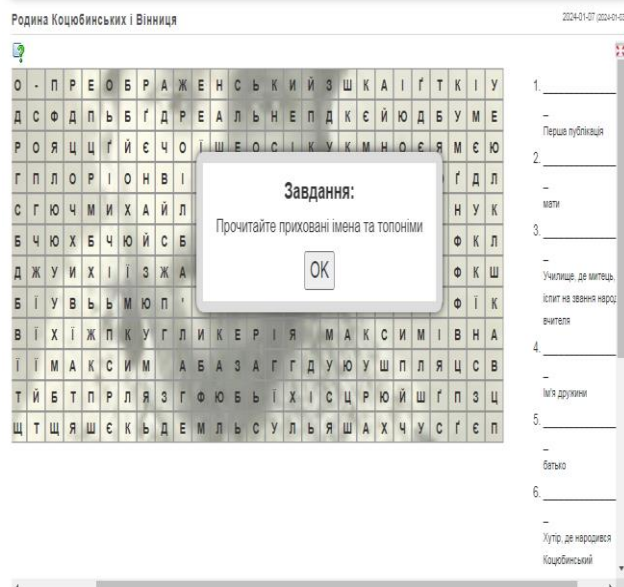 Родина Коцюбинських і Вінниця
2024-01-07
О - П Р Е О Б Р А Ж Е Н С Ь К И Й З Ш К А І Ґ Т К І У
Д С Ф Д П Ь Б Ґ Д Р Е А Л Ь Н Е П Д К Є Й Ю Д Б У М Е
Р О Я Ц Ц Ґ Й Є Ч О Ї Ш Е О С І К У К М Н О Є Я М Є Ю
Г П Л О Р І О Н В І Ґ Д Л
С Г Ю Ч М И Х А Й Л Н У К
Б Ч Ю Х Б Ч Ю Й С Б Ф К Л
Д Ж У И Х І Ї З Ж А Ф К Ш
Б Ї У В Ь Ь М Ю П ' Ф Ї К
В Ї Х Ї Ж П К У Г Л И К Е Р І Я М А К С И М І В Н А
Ї Ї М А К С И М А Б А З А Г Г Д У Ю У Ш П Л Я Ц С В
Т Й Б Т П Р Л Я З Г Ф Ю Б Ь Ї Х І С Ц Р Ю Й Ш Ґ П З Ц
Щ Т Щ Я Ш Є К Ь Д Е М Л Ь С У Л Ь Я Ш А Х Ч У С Ґ Є П
Завдання:
Прочитайте приховані імена та топоніми
OK
1.
–
Перша публікація
2.
–
мати
3.
–
Училище, де митець,
іспит на звання народ
вчителя
4.
–
Ім'я дружини
5.
–
батько
6.
–
Хутір, де народився
Коцюбинський